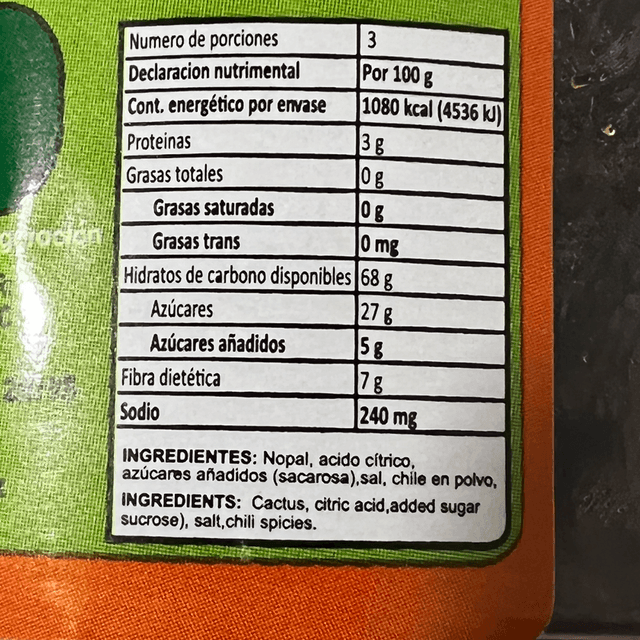 Numero de porciones 3
Declaracion nutrimental Por 100 g
Cont. energético por envase 1080 kcal (4536 kJ)
Proteinas 3 g
Grasas totales 0 g
Grasas saturadas 0 g
Grasas trans 0 mg
Hidratos de carbono disponibles 68 g
Azúcares 27 g
Azúcares añadidos 5 g
Fibra dietética 7 g
Sodio 240 mg
INGREDIENTES: Nopal, acido cítrico,
azúcares añadidos (sacarosa),sal, chile en polvo,
INGREDIENTS: Cactus, citric acid,added sugar
sucrose), salt,chili spicies.